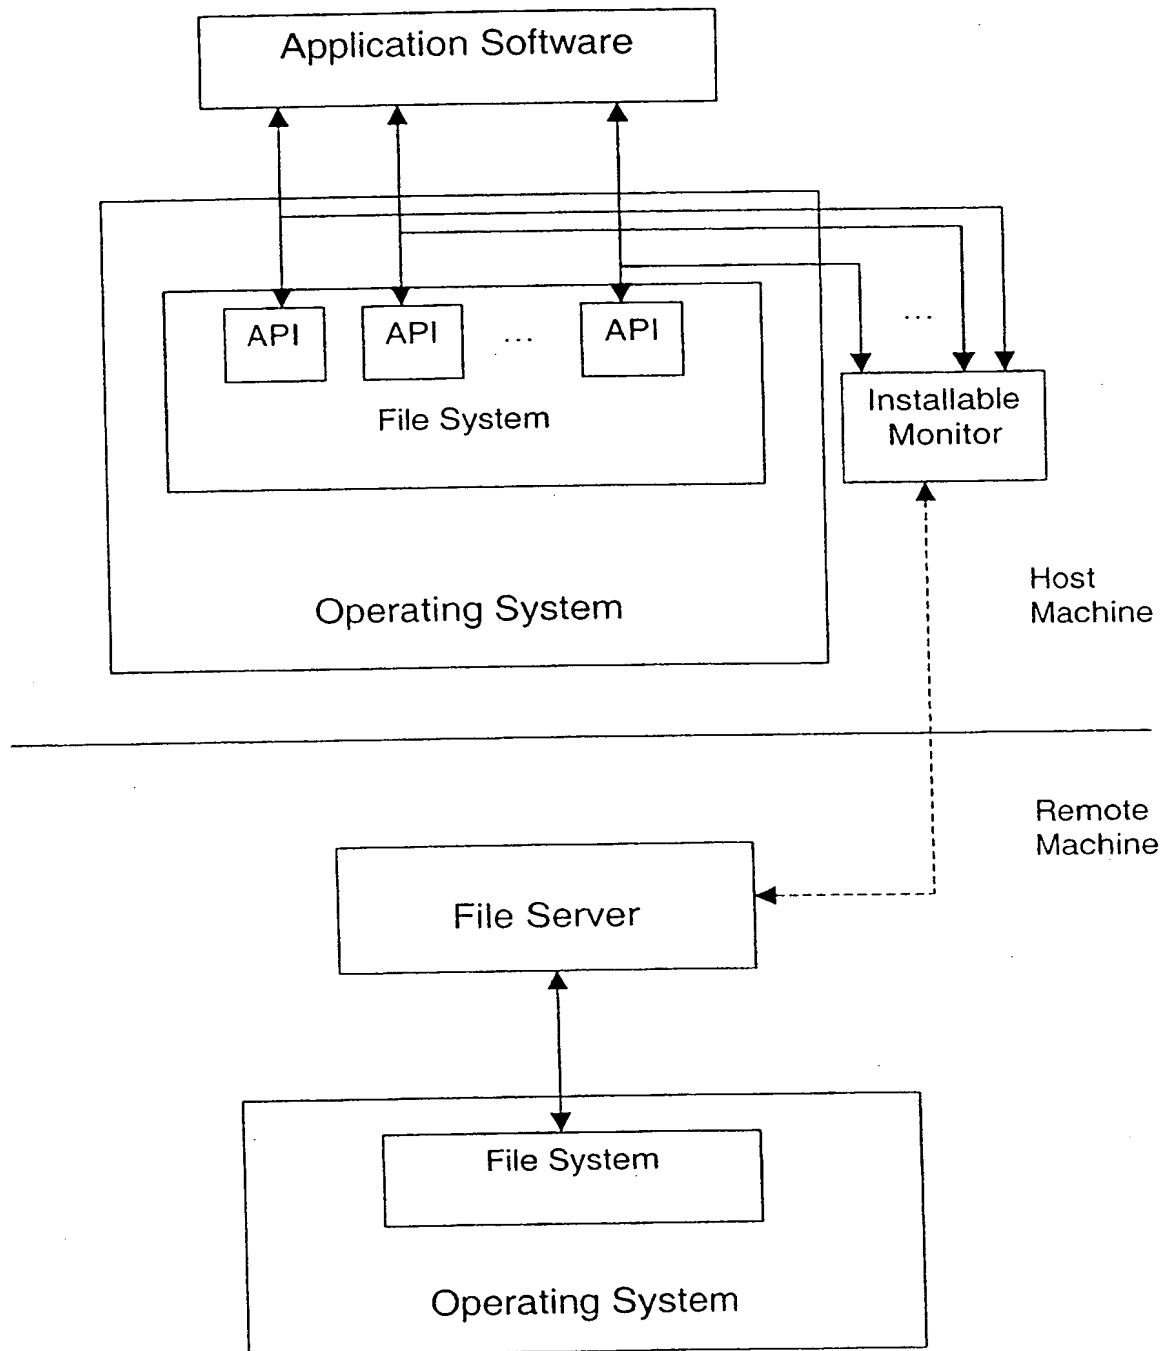 Application Software
API
API
...
API
...
File System
Installable
Monitor
Operating System
Host
Machine
Remote
Machine
File Server
File System
Operating System